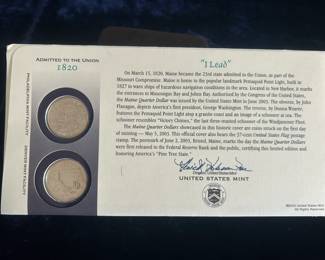 ADMITTED TO THE UNION
1820
PHILADELPHIA MINT FACILITY
DENVER MINT FACILITY
"I Lead"
On March 15, 1820, Maine became the 23rd state admitted to the Union, as part of the
Missouri Compromise. Maine is home to the popular landmark Pemaquid Point Light, built in
1827 to warn ships of hazardous navigation conditions in the area. Located in New Harbor, it marks
the entrances to Muscongus Bay and Johns Bay. Authorized by the Congress of the United States,
the Maine Quarter Dollar was issued by the United States Mint in June 2003. The obverse, by John
Flanagan, depicts America's first president, George Washington. The reverse, by Donna Weaver,
features Pemaquid Point Light atop a granite coast and an image of a schooner at sea. The
schooner resembles "Victory Chimes," the last three-masted schooner of the Windjammer Fleet.
The Maine Quarter Dollars showcased in this historic cover are coins struck on the first day
of minting — May 5, 2003. This official cover also bears the 37-cent United States Flag postage
stamp. The postmark of June 2, 2003, Bristol, Maine, marks the day the Maine Quarter Dollars
were first released to the Federal Reserve Bank and the public, certifying this limited edition and
honoring America's "Pine Tree State."
UNITED STATES MINT